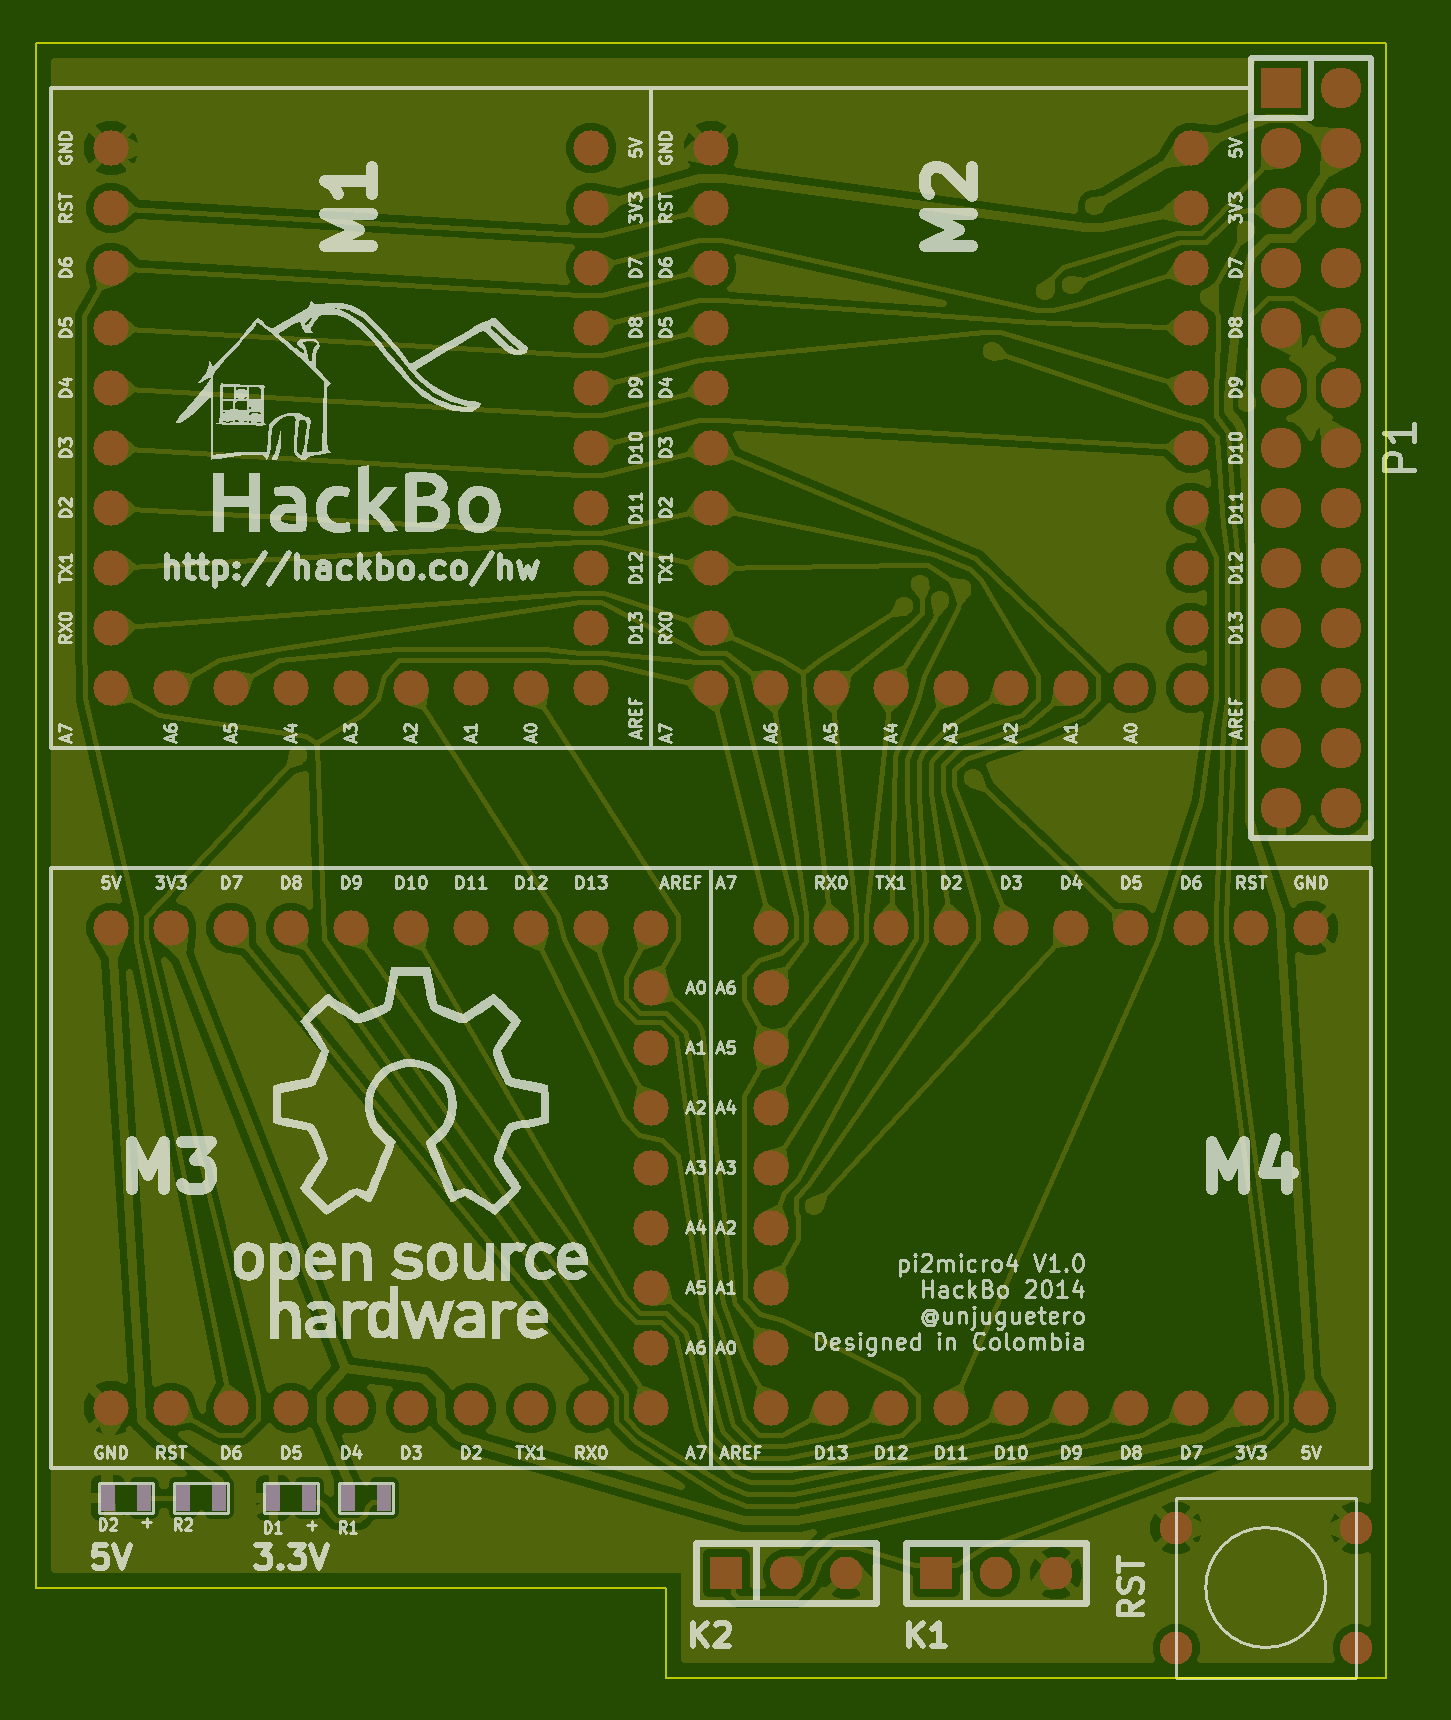 GND
RST
D6
D5
D4
D3
D2
TX1
RX0
A7
A6
A5
A4
A3
A2
A1
A0
AREF
5V
3V3
D7
D8
D9
D10
D11
D12
D13
M1
HackBo
http://hackbo.co/hw
GND
RST
D6
D5
D4
D3
D2
TX1
RX0
A7
A6
A5
A4
A3
A2
A1
A0
AREF
5V
3V3
D7
D8
D9
D10
D11
D12
D13
M2
P1
5V 3V3 D7 D8 D9 D10 D11 D12 D13 AREF
A0
A1
A2
A3
A4
A5
A6
M3
open source
hardware
GND RST D6 D5 D4 D3 D2 TX1 RX0 A7
A7 RX0 TX1 D2 D3 D4 D5 D6 RST GND
A6
A5
A4
A3
A2
A1
A0
M4
pi2micro4 V1.0
HackBo 2014
@unjuguetero
Designed in Colombia
AREF D13 D12 D11 D10 D9 D8 D7 3V3 5V
D2 + R2 D1 + R1
5V 3.3V
K2 K1
RST